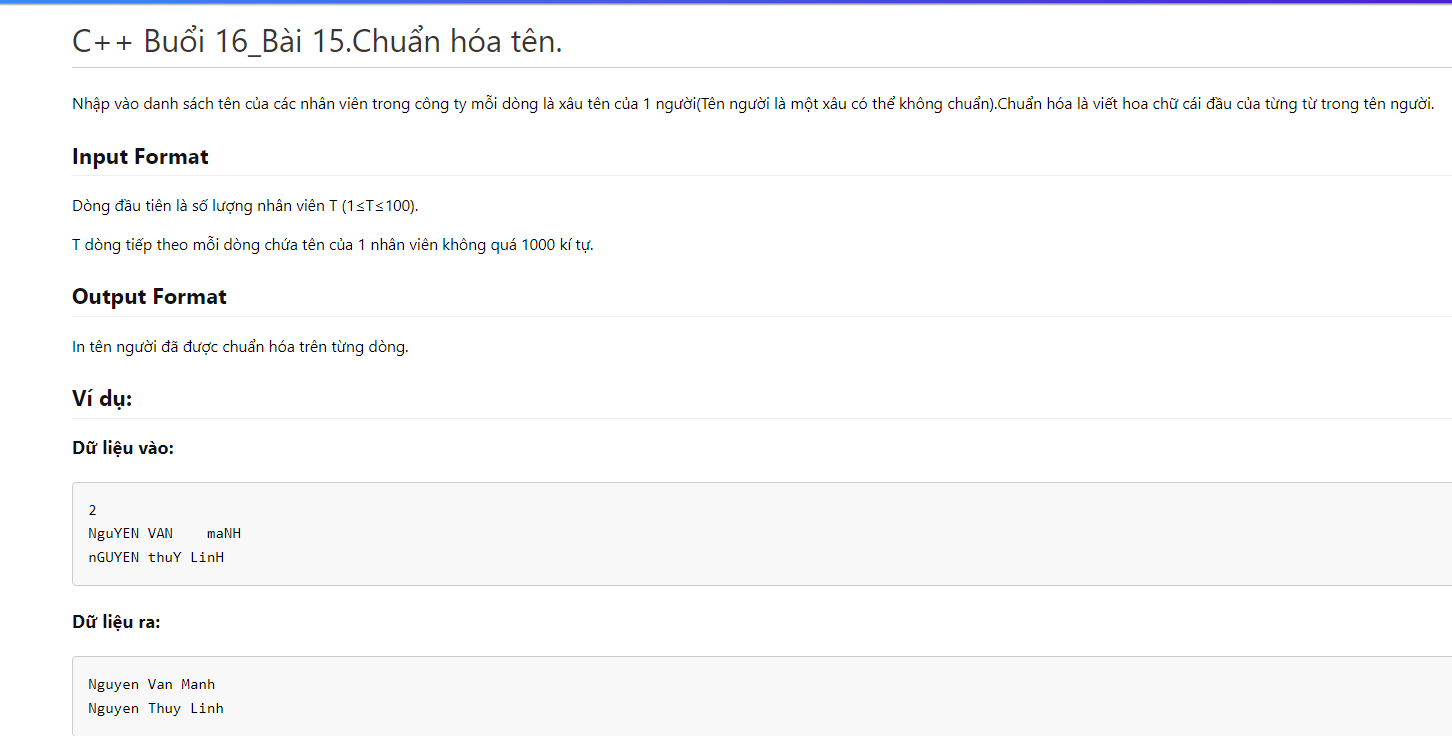 C++ Buổi 16_Bài 15.Chuẩn hóa tên.
Nhập vào danh sách tên của các nhân viên trong công ty mỗi dòng là xâu tên của 1 người(Tên người là một xâu có thể không chuẩn).Chuẩn hóa là viết hoa chữ cái đầu của từng từ trong tên người.
Input Format
Dòng đầu tiên là số lượng nhân viên T (1≤T≤100).
T dòng tiếp theo mỗi dòng chứa tên của 1 nhân viên không quá 1000 kí tự.
Output Format
In tên người đã được chuẩn hóa trên từng dòng.
Ví dụ:
Dữ liệu vào:
2
NguYEN VAN    maNH
nGUYEN thuY LinH
Dữ liệu ra:
Nguyen Van Manh
Nguyen Thuy Linh